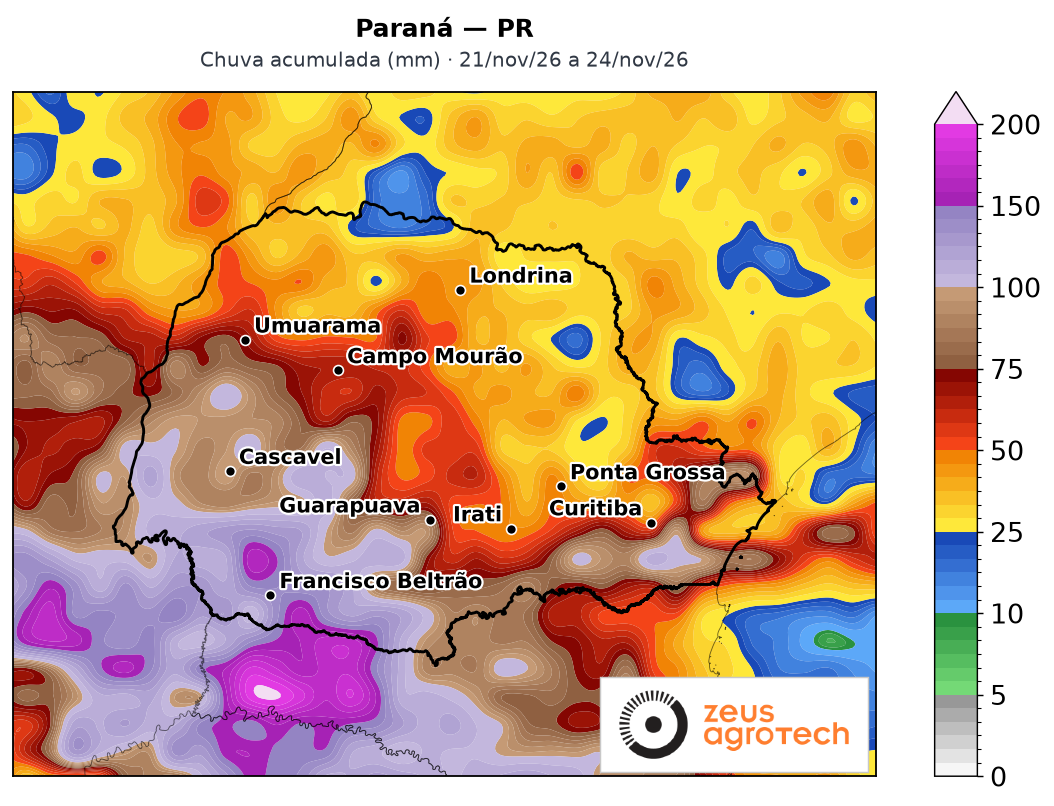 Paraná — PR
Chuva acumulada (mm) · 21/nov/26 a 24/nov/26
200
150
100
75
50
25
10
5
0
Londrina
Umuarama
Campo Mourão
Cascavel
Ponta Grossa
Guarapuava
Irati
Curitiba
Francisco Beltrão
zeus
agrotech